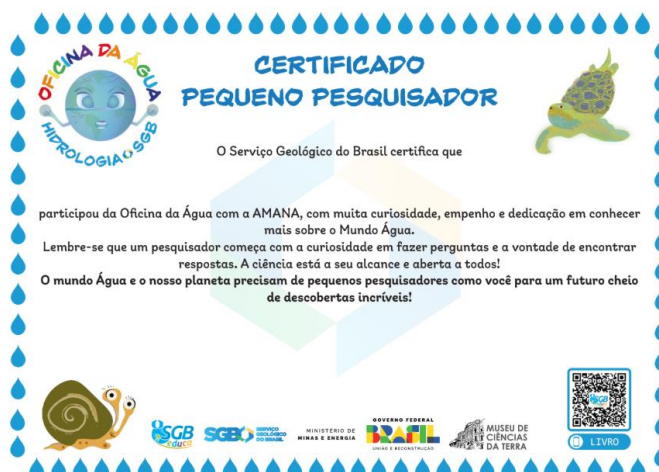 OFICINA DA ÁGUA
HIDROLOGIA SGB
CERTIFICADO
PEQUENO PESQUISADOR
O Serviço Geológico do Brasil certifica que
participou da Oficina da Água com a AMANA, com muita curiosidade, empenho e dedicação em conhecer
mais sobre o Mundo Água.
Lembre-se que um pesquisador começa com a curiosidade em fazer perguntas e a vontade de encontrar
respostas. A ciência está a seu alcance e aberta a todos!
O mundo Água e o nosso planeta precisam de pequenos pesquisadores como você para um futuro cheio
de descobertas incríveis!
SGB
educa
SGB
SERVIÇO
GEOLÓGICO
DO BRASIL
MINISTÉRIO DE
MINAS E ENERGIA
GOVERNO FEDERAL
BRASIL
UNIÃO E RECONSTRUÇÃO
MUSEU DE
CIÊNCIAS
DA TERRA
SGB
LIVRO